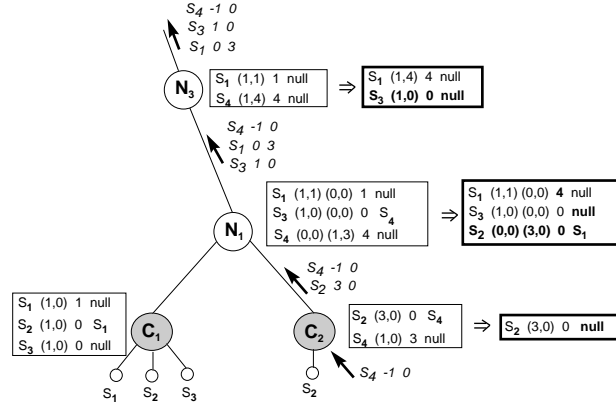 S4 -1 0
S3 1 0
S1 0 3
N3
S1 (1,1) 1 null
S4 (1,4) 4 null
⇒
S1 (1,4) 4 null
S3 (1,0) 0 null
S4 -1 0
S1 0 3
S3 1 0
N1
S1 (1,1) (0,0) 1 null
S3 (1,0) (0,0) 0 S4
S4 (0,0) (1,3) 4 null
⇒
S1 (1,1) (0,0) 4 null
S3 (1,0) (0,0) 0 null
S2 (0,0) (3,0) 0 S1
S4 -1 0
S2 3 0
S1 (1,0) 1 null
S2 (1,0) 0 S1
S3 (1,0) 0 null
C1
C2
S2 (3,0) 0 S4
S4 (1,0) 3 null
⇒
S2 (3,0) 0 null
S4 -1 0
S1 S2 S3
S2